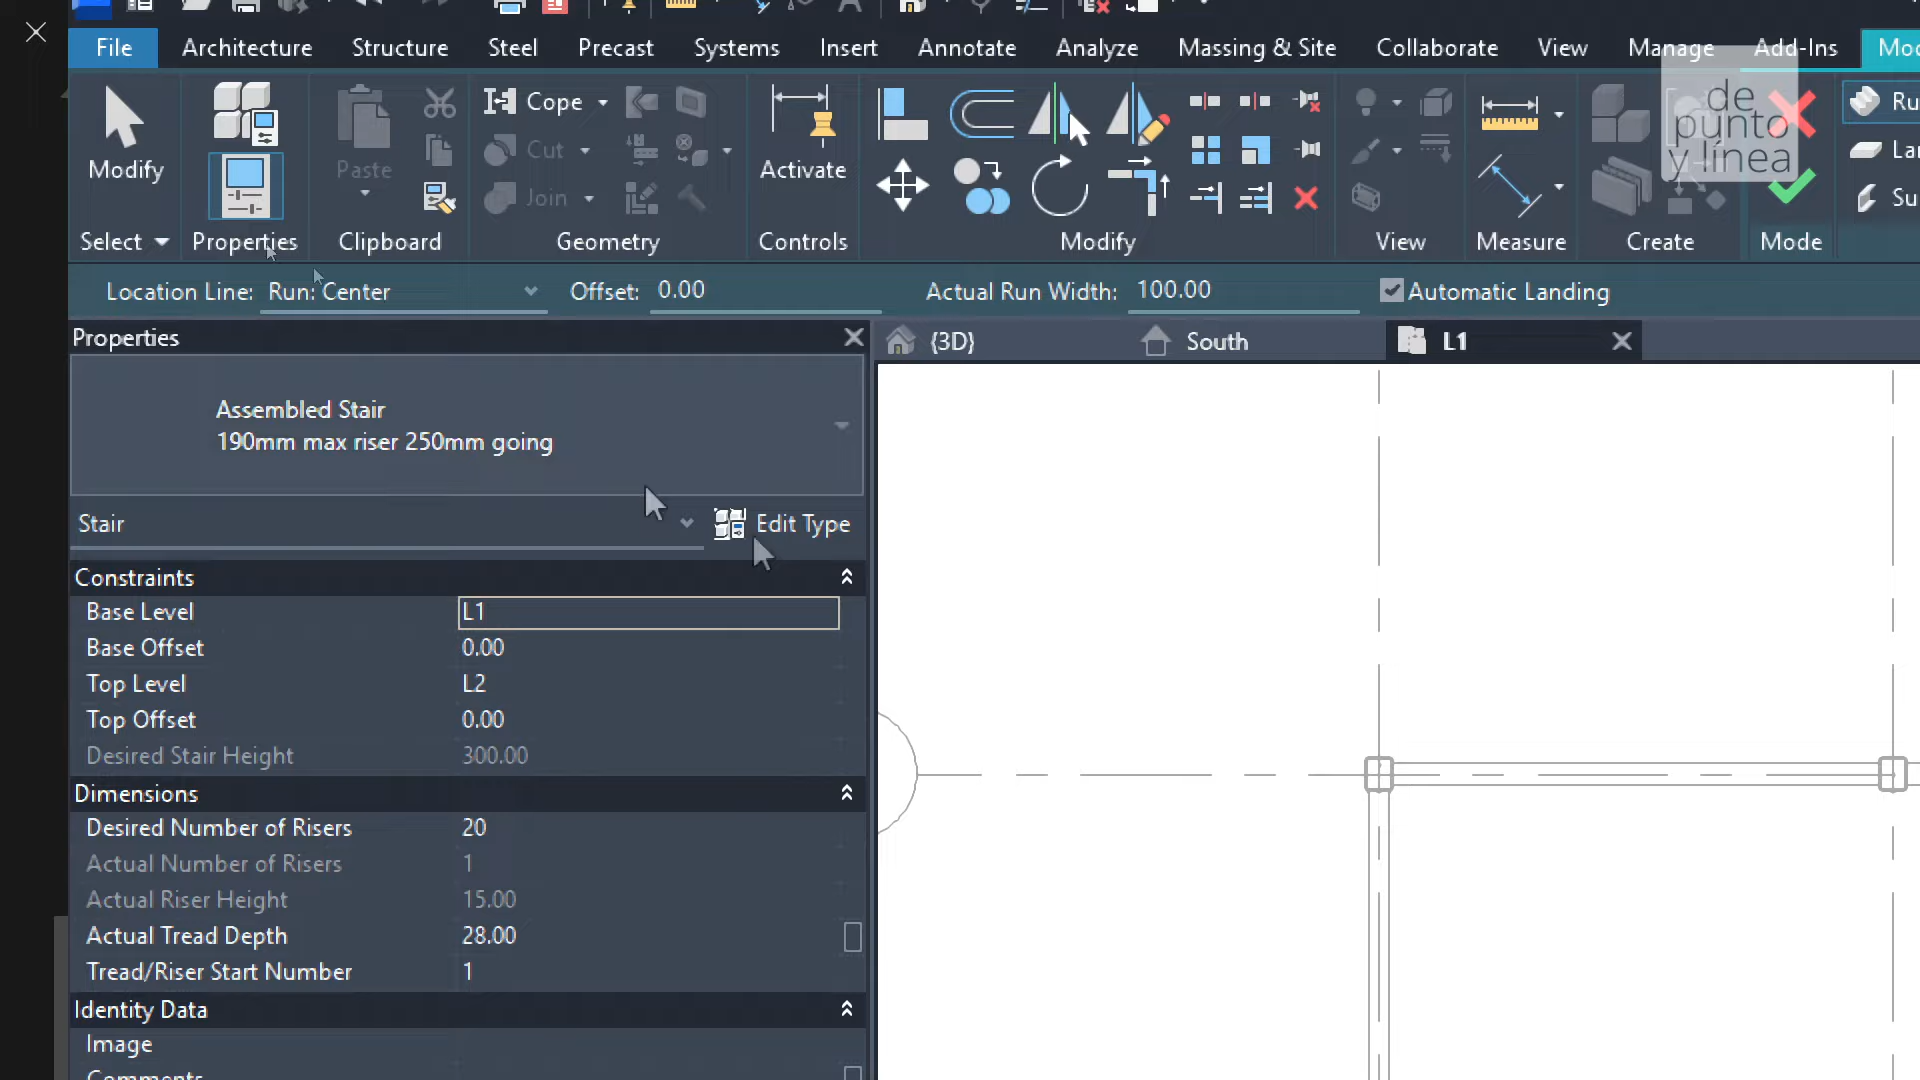 File Architecture Structure Steel Precast Systems Insert Annotate Analyze Massing & Site Collaborate View Manage Add-Ins
Cope
Cut
Join
Modify
Paste
Activate
de
punto
y linea
Select Properties Clipboard Geometry Controls Modify View Measure Create Mode
Location Line: Run: Center Offset: 0.00 Actual Run Width: 100.00 Automatic Landing
Properties
{3D} South L1
Assembled Stair
190mm max riser 250mm going
Stair Edit Type
Constraints
Base Level L1
Base Offset 0.00
Top Level L2
Top Offset 0.00
Desired Stair Height 300.00
Dimensions
Desired Number of Risers 20
Actual Number of Risers 1
Actual Riser Height 15.00
Actual Tread Depth 28.00
Tread/Riser Start Number 1
Identity Data
Image
Comments